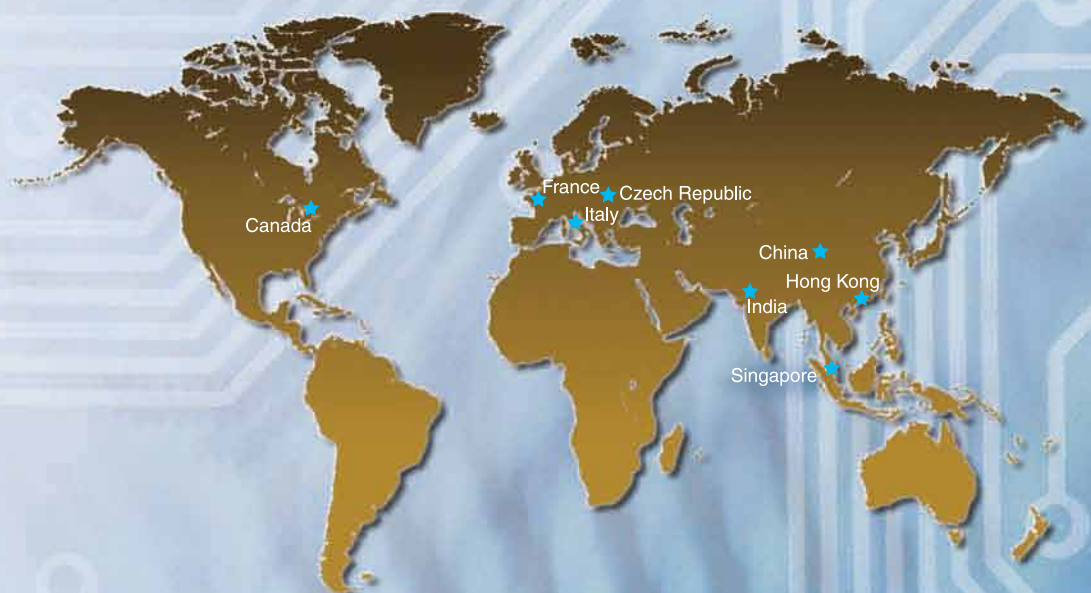 France
Czech Republic
Italy
Canada
China
Hong Kong
India
Singapore